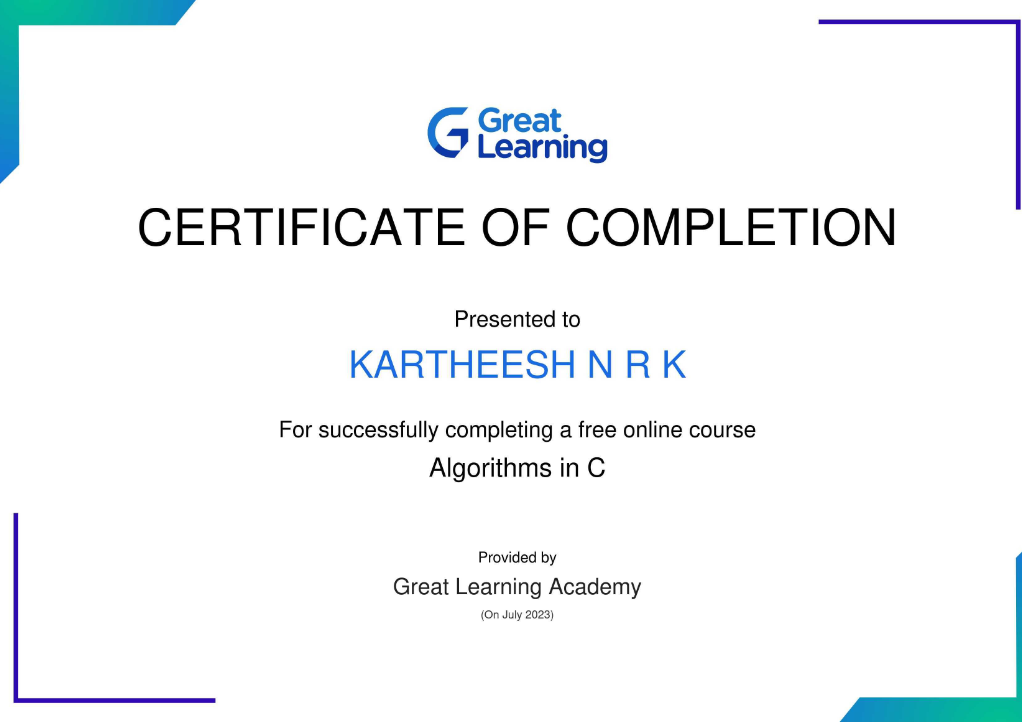 Great
Learning
CERTIFICATE OF COMPLETION
Presented to
KARTHEESH N R K
For successfully completing a free online course
Algorithms in C
Provided by
Great Learning Academy
(On July 2023)